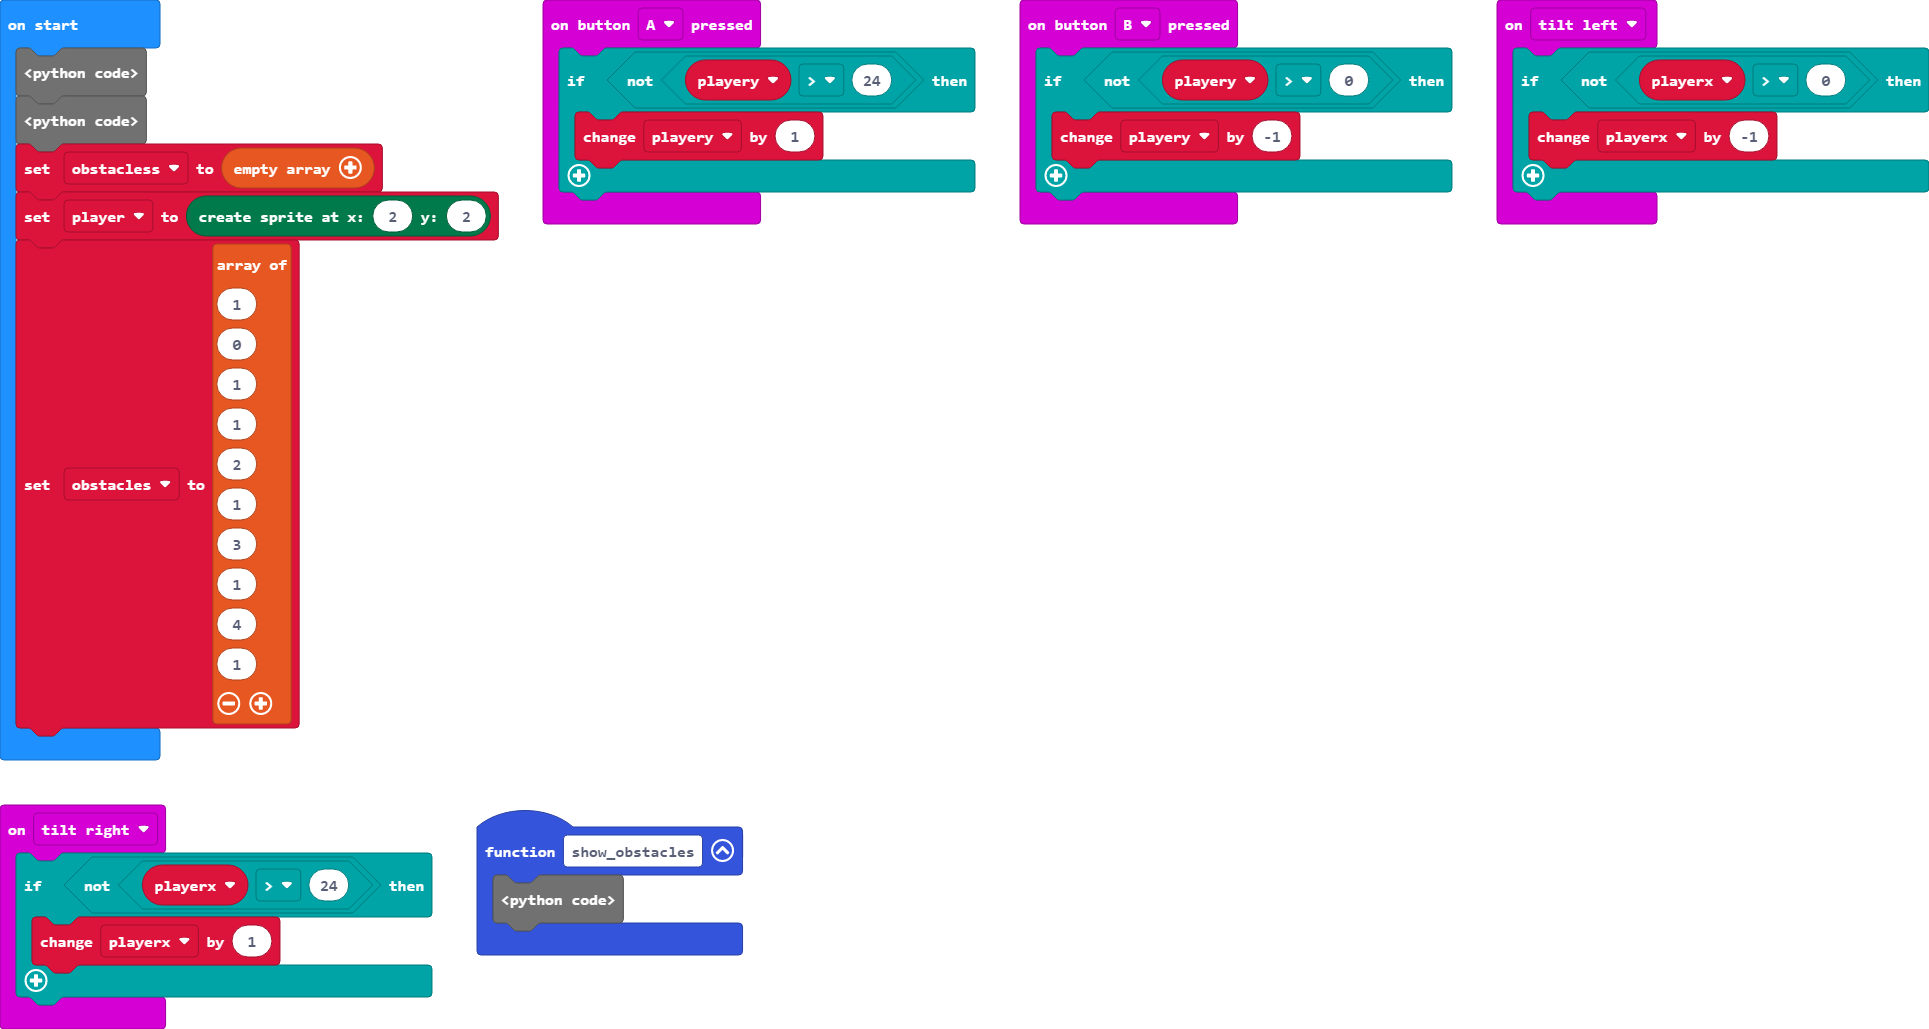 on start
<python code>
<python code>
set obstacless to empty array
set player to create sprite at x: 2 y: 2
set obstacles to array of
1
0
1
1
2
1
3
1
4
1
on button A pressed
if not playery > 24 then
change playery by 1
on button B pressed
if not playery > 0 then
change playery by -1
on tilt left
if not playerx > 0 then
change playerx by -1
on tilt right
if not playerx > 24 then
change playerx by 1
function show_obstacles
<python code>